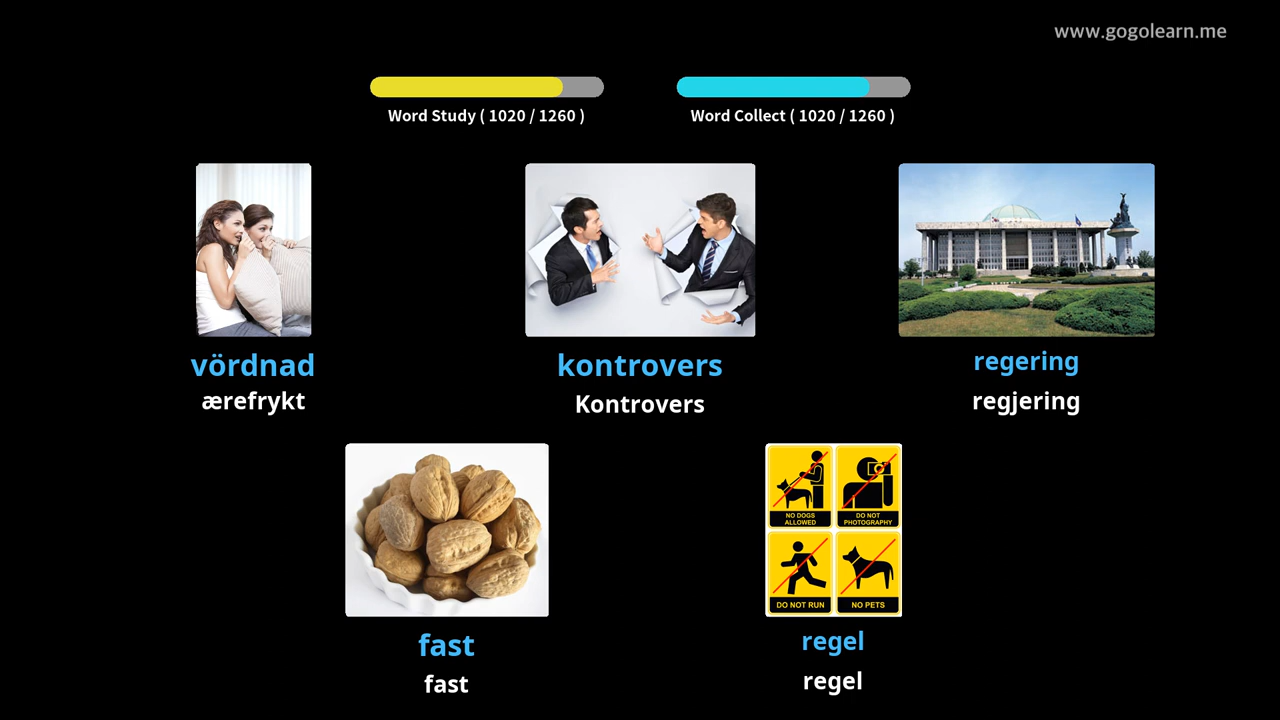 www.gogolearn.me
Word Study ( 1020 / 1260 )
Word Collect ( 1020 / 1260 )
vördnad
ærefrykt
kontrovers
Kontrovers
regering
regjering
NO DOGS
ALLOWED
DO NOT
PHOTOGRAPHY
DO NOT RUN
NO PETS
fast
fast
regel
regel